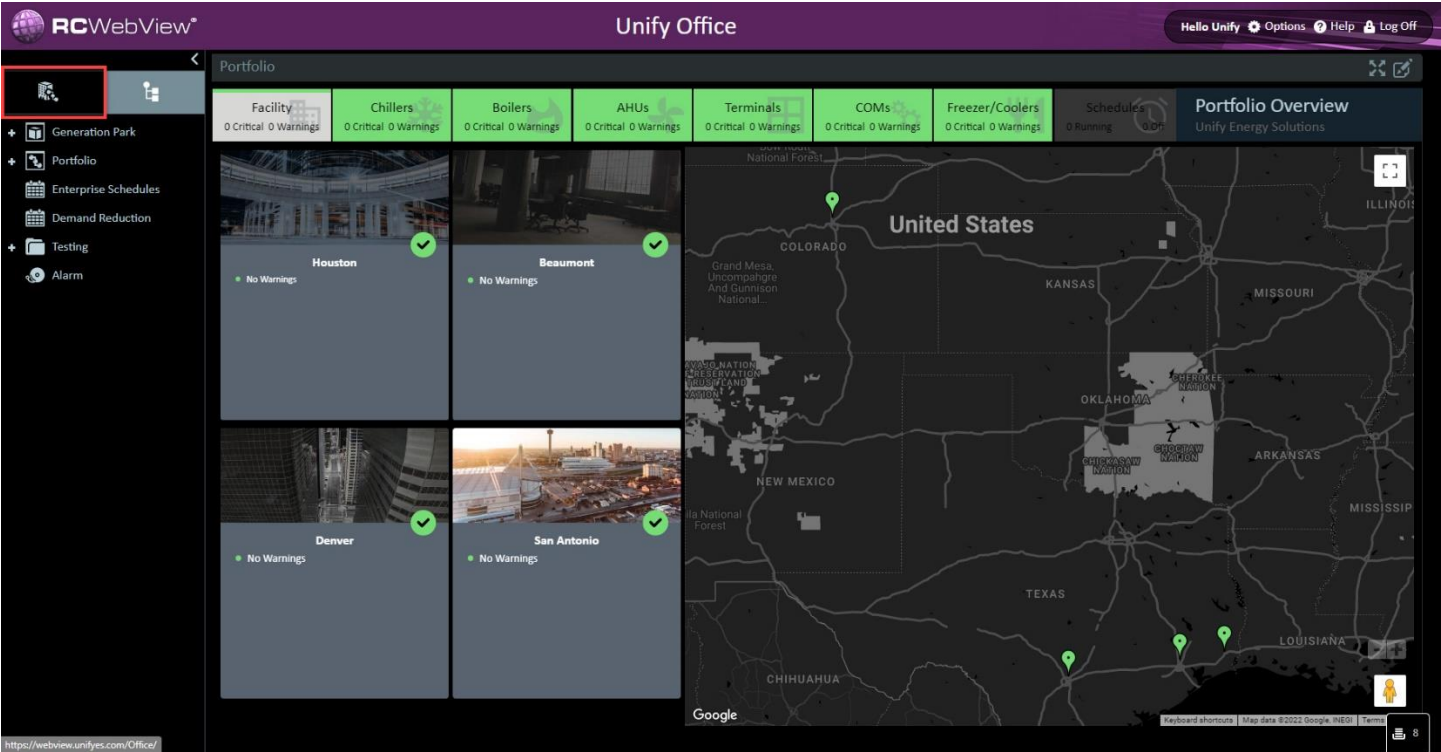 RCWebView®
Unify Office
Hello Unify Options Help Log Off
Portfolio
Facility
0 Critical 0 Warnings
Chillers
0 Critical 0 Warnings
Boilers
0 Critical 0 Warnings
AHUs
0 Critical 0 Warnings
Terminals
0 Critical 0 Warnings
COMs
0 Critical 0 Warnings
Freezer/Coolers
0 Critical 0 Warnings
Schedules
0 Running 0 Off
Portfolio Overview
Unify Energy Solutions
Generation Park
Portfolio
Enterprise Schedules
Demand Reduction
Testing
Alarm
Houston
No Warnings
Beaumont
No Warnings
Denver
No Warnings
San Antonio
No Warnings
National Forest
United States
ILLINOIS
COLORADO
Grand Mesa,
Uncompahgre
And Gunnison
National...
KANSAS
MISSOURI
CHEROKEE
NATION
OKLAHOMA
CHICKASAW
NATION
CHOCTAW
NATION
ARKANSAS
NEW MEXICO
MISSISSIP
TEXAS
LOUISIANA
CHIHUAHUA
Google
Keyboard shortcuts Map data ©2022 Google, INEGI Terms
8
https://webview.unifyes.com/Office/